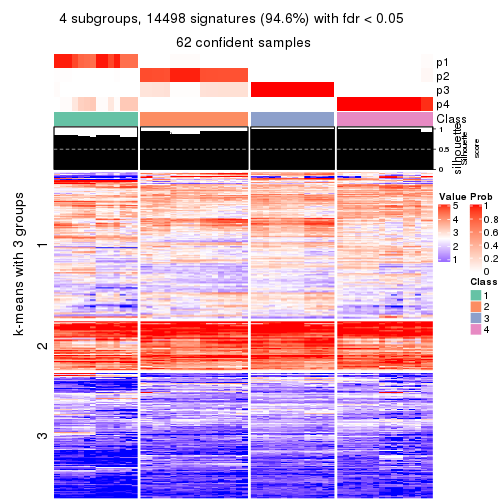 4 subgroups, 14498 signatures (94.6%) with fdr < 0.05
62 confident samples
p1
p2
p3
p4
Class
1
0.5
0
silhouette
Silhouette
score
k-means with 3 groups
1
2
3
Value
5
4
3
2
1
Prob
1
0.8
0.6
0.4
0.2
0
Class
1
2
3
4